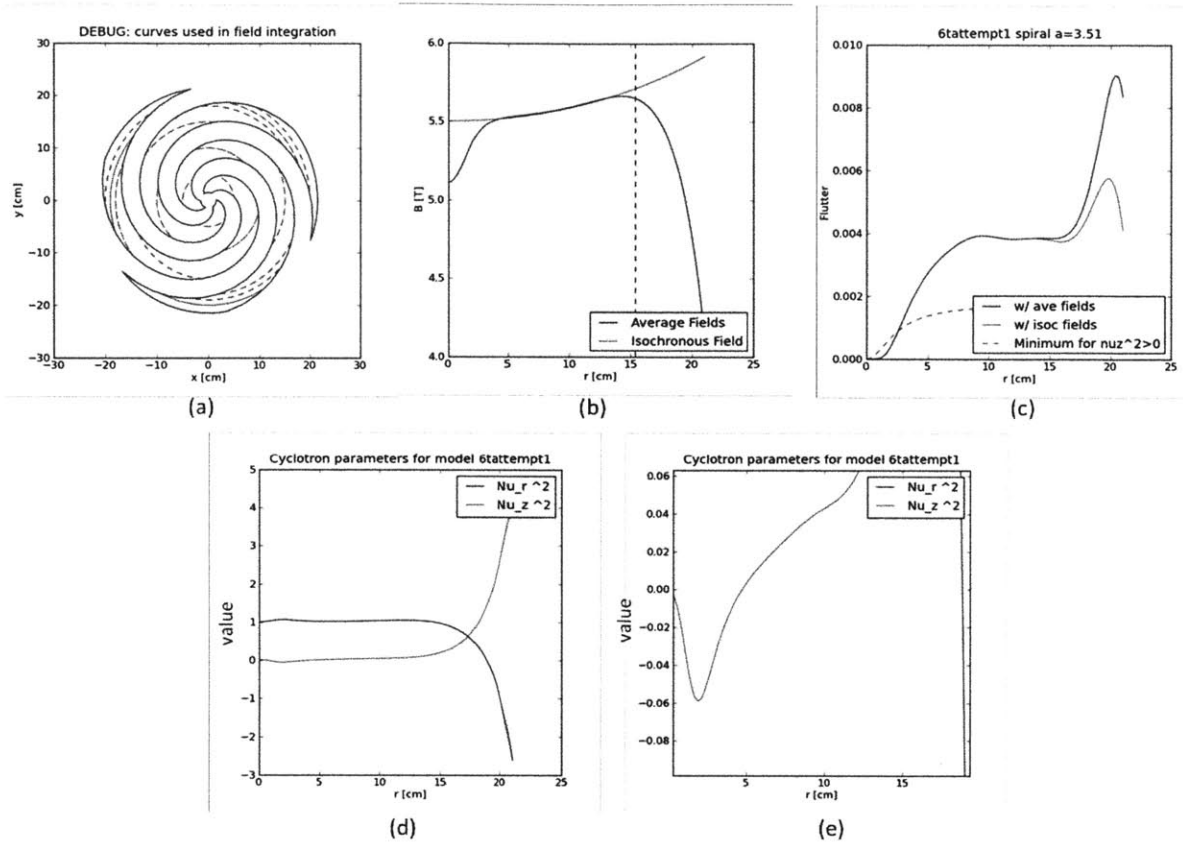 DEBUG: curves used in field integration
30
20
10
0
−10
−20
−30
−30
−20
−10
0
10
20
30
y [cm]
x [cm]
(a)
6.0
5.5
5.0
4.5
4.0
B [T]
Average Fields
Isochronous Field
0
5
10
15
20
25
r [cm]
(b)
6tattempt1 spiral a=3.51
0.010
0.008
0.006
0.004
0.002
0.000
Flutter
w/ ave fields
w/ isoc fields
Minimum for nuz^2>0
0
5
10
15
20
25
r [cm]
(c)
Cyclotron parameters for model 6tattempt1
5
4
3
2
1
0
−1
−2
−3
value
Nu_r ^2
Nu_z ^2
0
5
10
15
20
25
r [cm]
(d)
Cyclotron parameters for model 6tattempt1
0.06
0.04
0.02
0.00
−0.02
−0.04
−0.06
−0.08
value
Nu_r ^2
Nu_z ^2
5
10
15
r [cm]
(e)